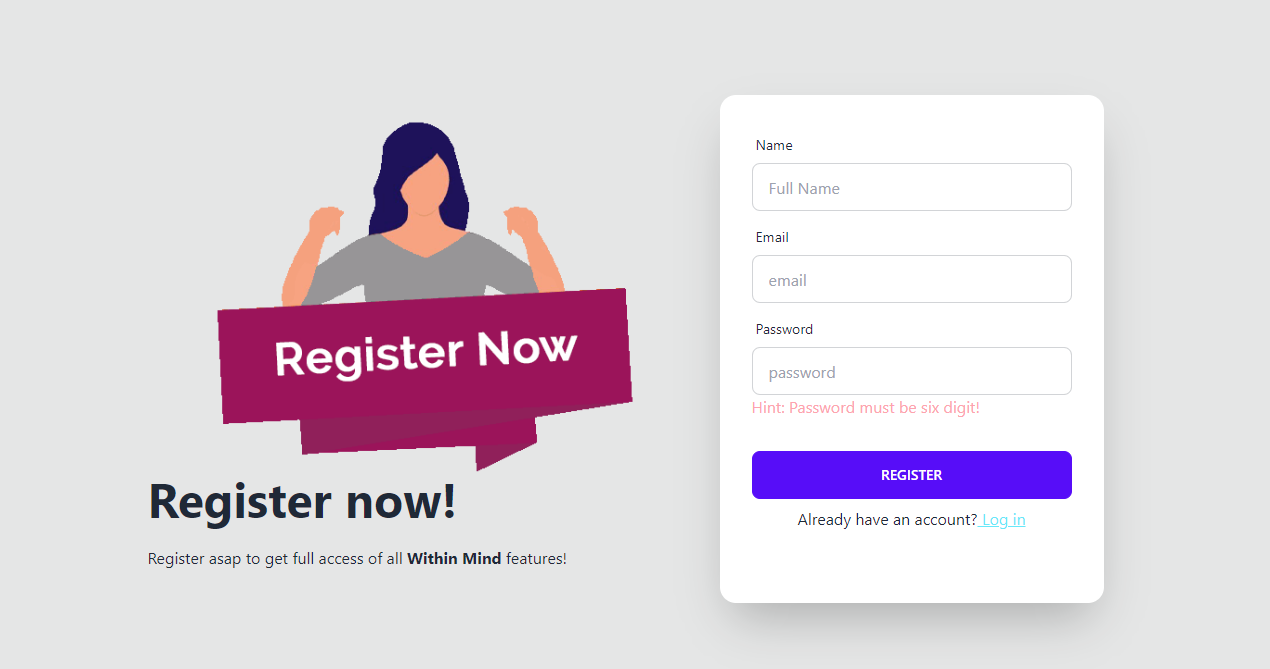 Register Now
Register now!
Register asap to get full access of all Within Mind features!
Name
Full Name
Email
email
Password
password
Hint: Password must be six digit!
REGISTER
Already have an account? Log in